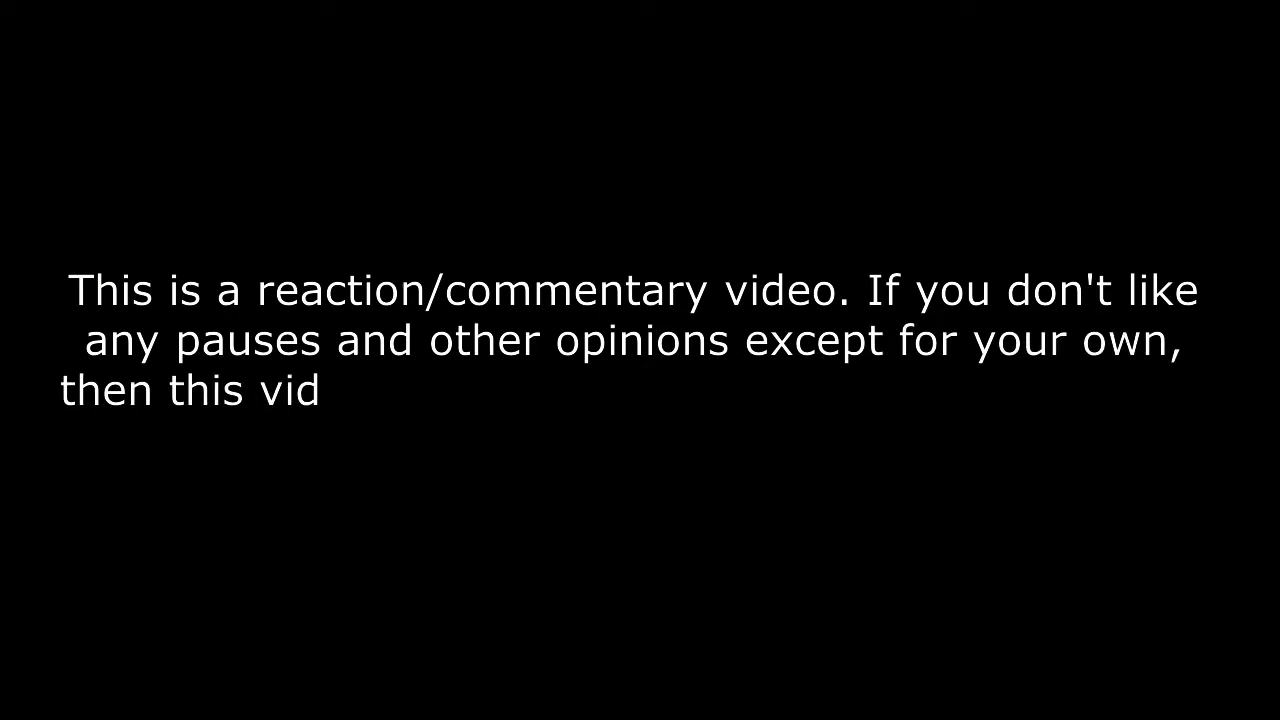 This is a reaction/commentary video. If you don't like
any pauses and other opinions except for your own,
then this vid